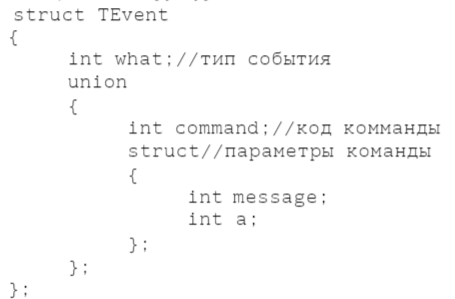 struct TEvent
{
int what;//тип события
union
{
int command;//код комманды
struct//параметры команды
{
int message;
int a;
};
};
};